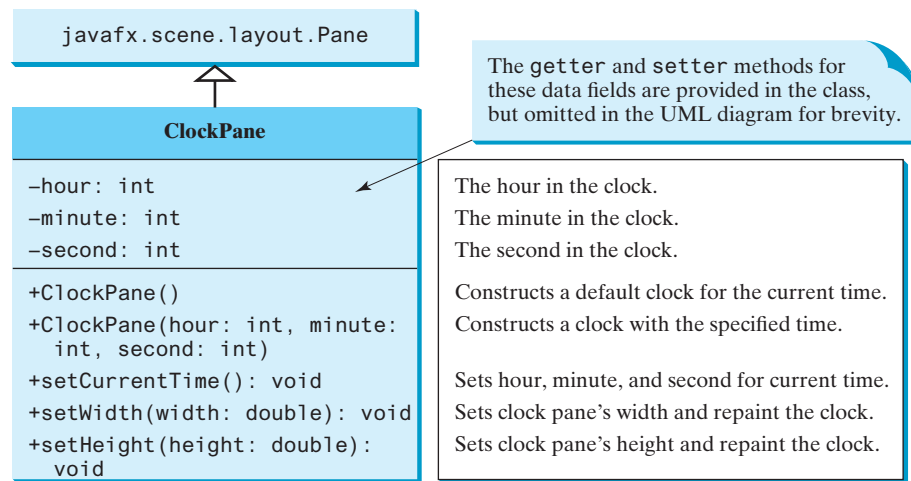 javafx.scene.layout.Pane
The getter and setter methods for
these data fields are provided in the class,
but omitted in the UML diagram for brevity.
ClockPane
–hour: int
The hour in the clock.
–minute: int
The minute in the clock.
–second: int
The second in the clock.
+ClockPane()
Constructs a default clock for the current time.
+ClockPane(hour: int, minute:
int, second: int)
Constructs a clock with the specified time.
+setCurrentTime(): void
Sets hour, minute, and second for current time.
+setWidth(width: double): void
Sets clock pane's width and repaint the clock.
+setHeight(height: double):
void
Sets clock pane's height and repaint the clock.